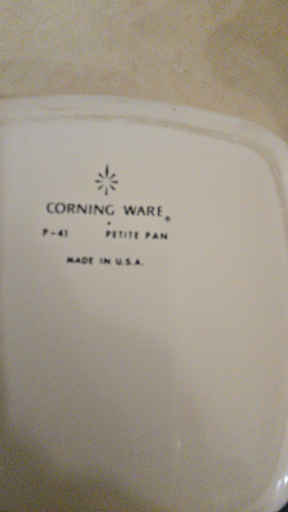 CORNING WARE®
P-41 PETITE PAN
MADE IN U.S.A.